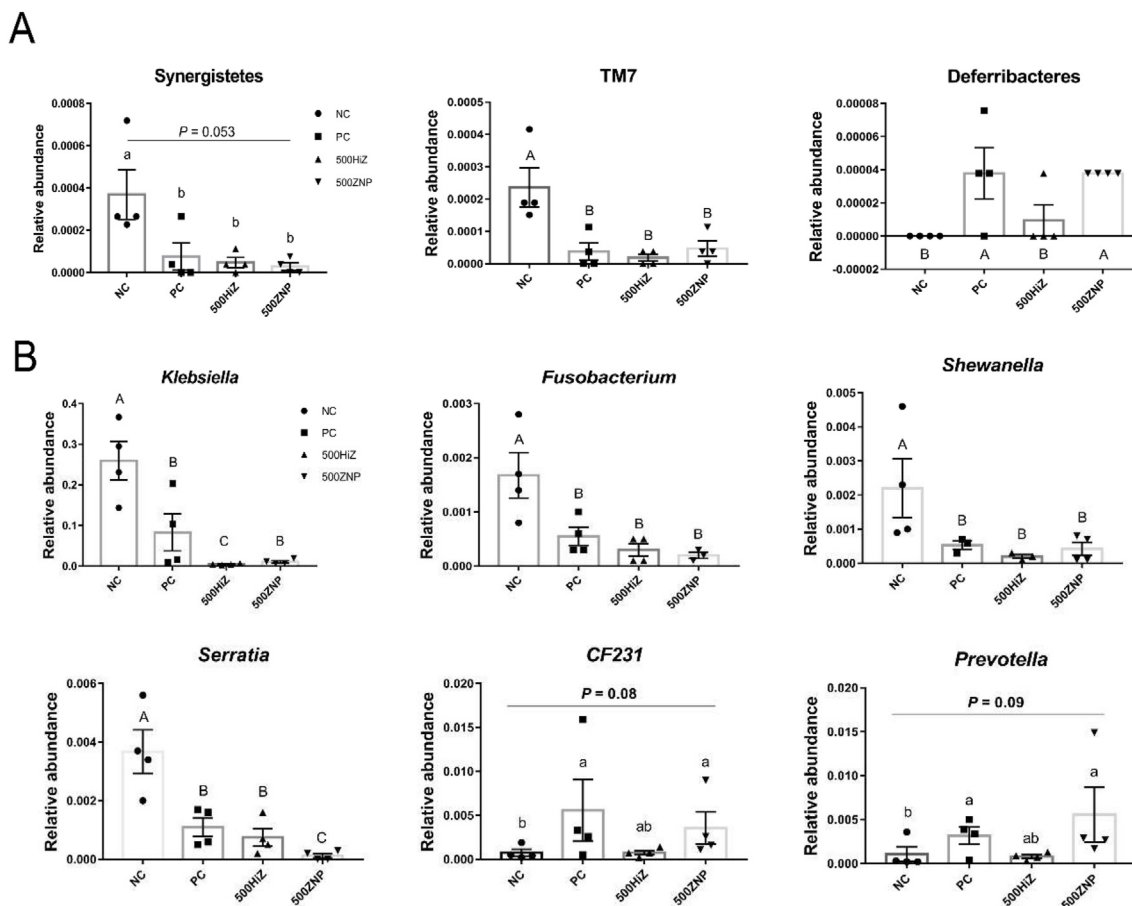 A
Synergistetes
Relative abundance
0.0008
0.0006
0.0004
0.0002
0.0000
P = 0.053
a
b
b
b
NC
PC
500HiZ
500ZNP
NC
PC
500HiZ
500ZNP
TM7
Relative abundance
0.0005
0.0004
0.0003
0.0002
0.0001
0.0000
A
B
B
B
NC
PC
500HiZ
500ZNP
Deferribacteres
Relative abundance
0.00008
0.00006
0.00004
0.00002
0.00000
-0.00002
B
A
B
A
NC
PC
500HiZ
500ZNP
B
Klebsiella
Relative abundance
0.4
0.3
0.2
0.1
0.0
A
B
C
B
NC
PC
500HiZ
500ZNP
NC
PC
500HiZ
500ZNP
Fusobacterium
Relative abundance
0.003
0.002
0.001
0.000
A
B
B
B
NC
PC
500HiZ
500ZNP
Shewanella
Relative abundance
0.005
0.004
0.003
0.002
0.001
0.000
A
B
B
B
NC
PC
500HiZ
500ZNP
Serratia
Relative abundance
0.006
0.004
0.002
0.000
A
B
B
C
NC
PC
500HiZ
500ZNP
CF231
Relative abundance
0.020
0.015
0.010
0.005
0.000
P = 0.08
b
a
ab
a
NC
PC
500HiZ
500ZNP
Prevotella
Relative abundance
0.020
0.015
0.010
0.005
0.000
P = 0.09
b
a
ab
a
NC
PC
500HiZ
500ZNP